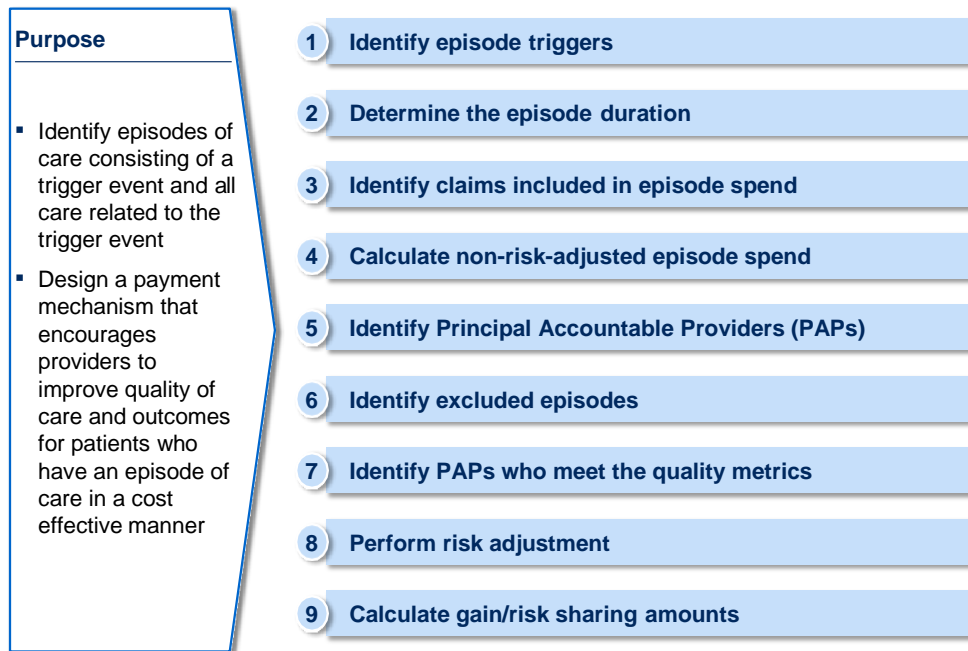 Purpose
▪ Identify episodes of
care consisting of a
trigger event and all
care related to the
trigger event
▪ Design a payment
mechanism that
encourages
providers to
improve quality of
care and outcomes
for patients who
have an episode of
care in a cost
effective manner
1 Identify episode triggers
2 Determine the episode duration
3 Identify claims included in episode spend
4 Calculate non-risk-adjusted episode spend
5 Identify Principal Accountable Providers (PAPs)
6 Identify excluded episodes
7 Identify PAPs who meet the quality metrics
8 Perform risk adjustment
9 Calculate gain/risk sharing amounts